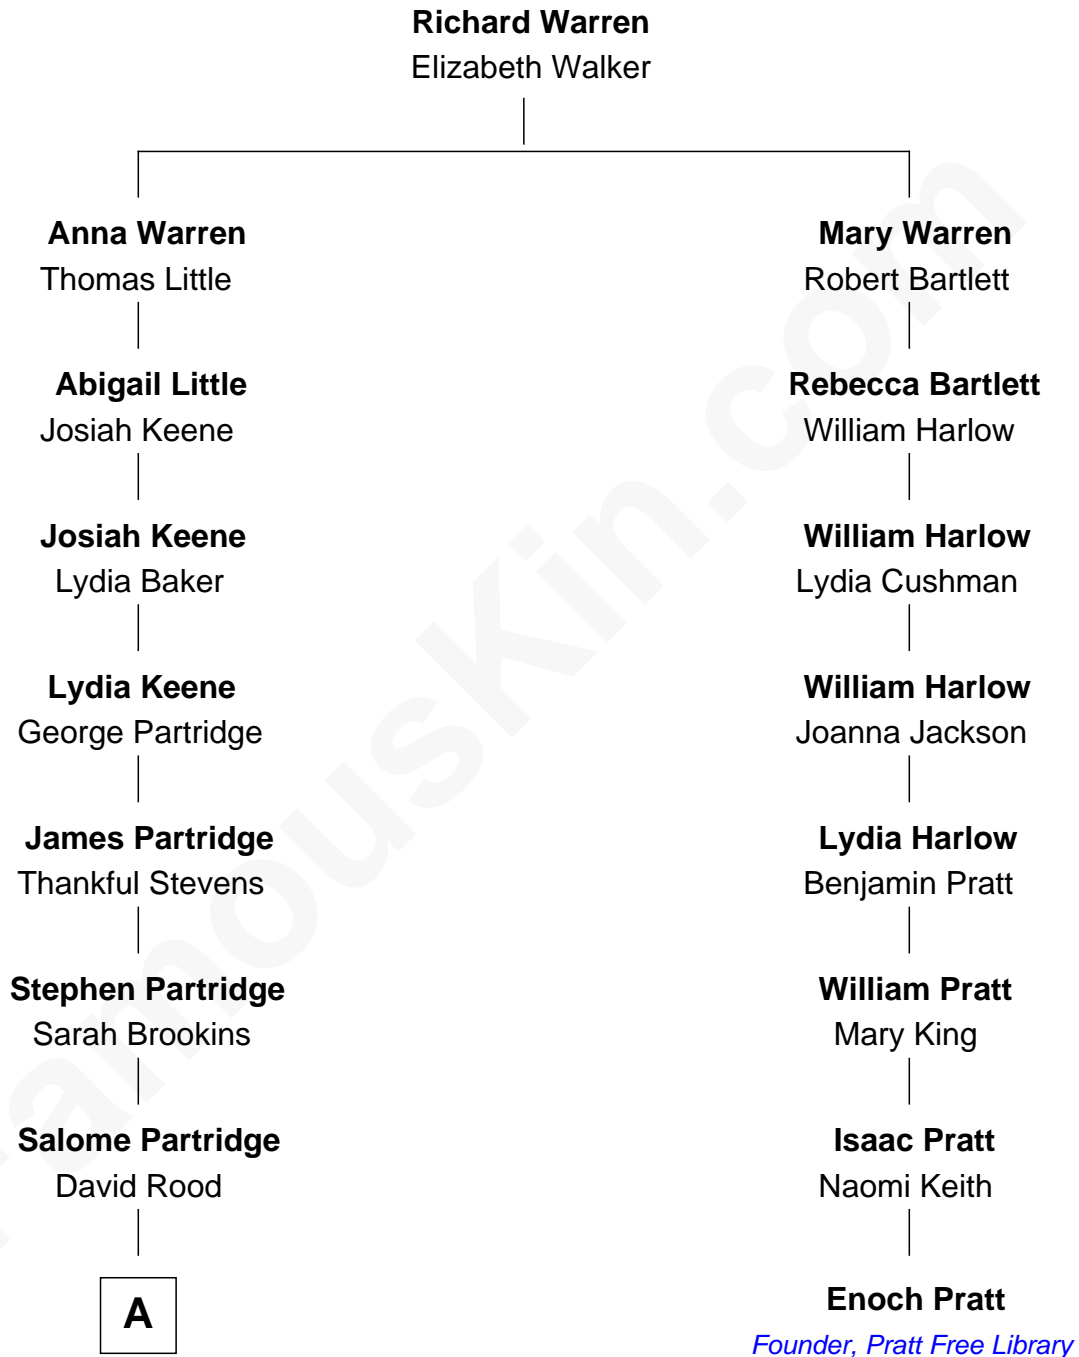 Richard Warren
Elizabeth Walker
Anna Warren
Thomas Little
Abigail Little
Josiah Keene
Josiah Keene
Lydia Baker
Lydia Keene
George Partridge
James Partridge
Thankful Stevens
Stephen Partridge
Sarah Brookins
Salome Partridge
David Rood
A
Mary Warren
Robert Bartlett
Rebecca Bartlett
William Harlow
William Harlow
Lydia Cushman
William Harlow
Joanna Jackson
Lydia Harlow
Benjamin Pratt
William Pratt
Mary King
Isaac Pratt
Naomi Keith
Enoch Pratt
Founder, Pratt Free Library
FamousKin.com